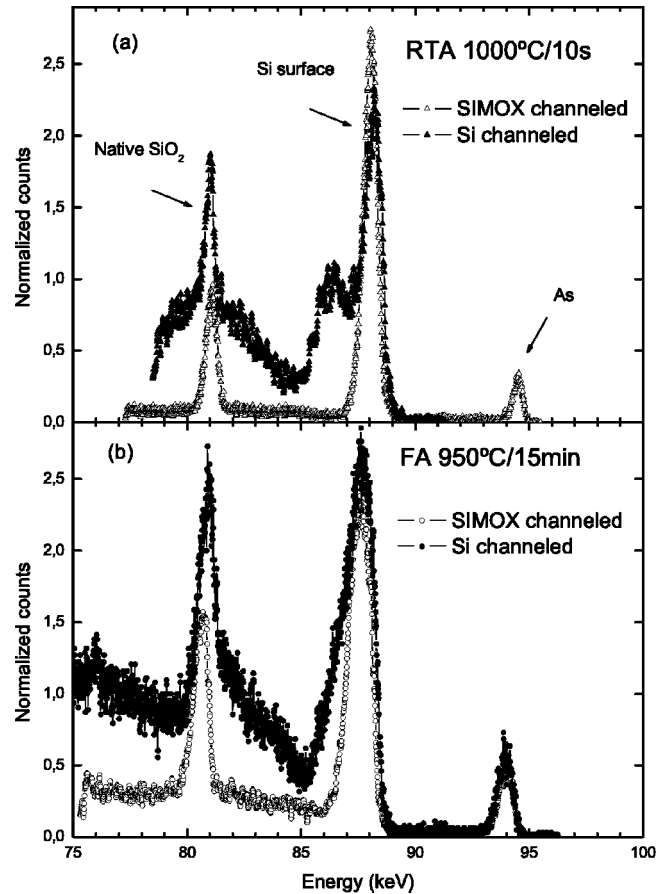 (a)
RTA 1000ºC/10s
Si surface
SIMOX channeled
Si channeled
Native SiO₂
As
Normalized counts
2,5
2,0
1,5
1,0
0,5
0,0
(b)
FA 950ºC/15min
SIMOX channeled
Si channeled
Normalized counts
2,5
2,0
1,5
1,0
0,5
0,0
75 80 85 90 95 100
Energy (keV)